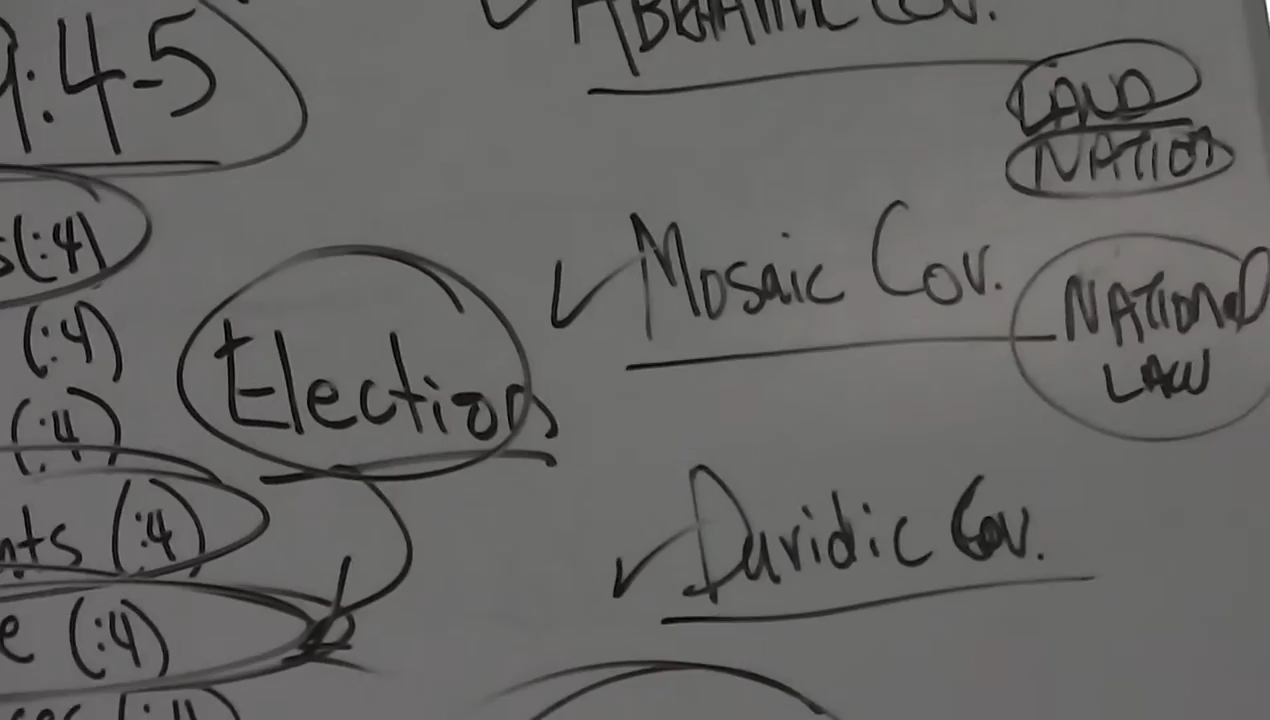 9:4-5
s(:4)
(:4)
(:4)
nts (:4)
e (:4)
Election
Cov.
LAND
NATION
Mosaic Cov.
NATIONAL
LAW
Davidic Cov.